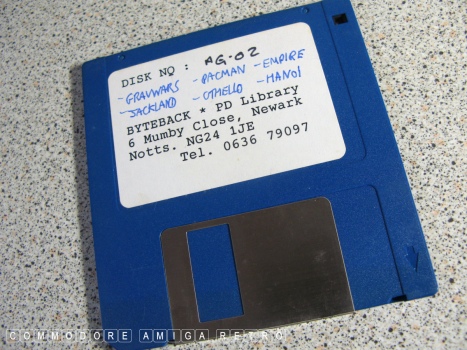 DISK NO : AG-02
- GRAVWARS - PACMAN - EMPIRE
- JACKLAND - OTHELLO - HANOI
BYTEBACK * PD Library
6 Mumby Close, Newark
Notts. NG24 1JE
Tel. 0636 79097
COMMODORE AMIGA RETRO